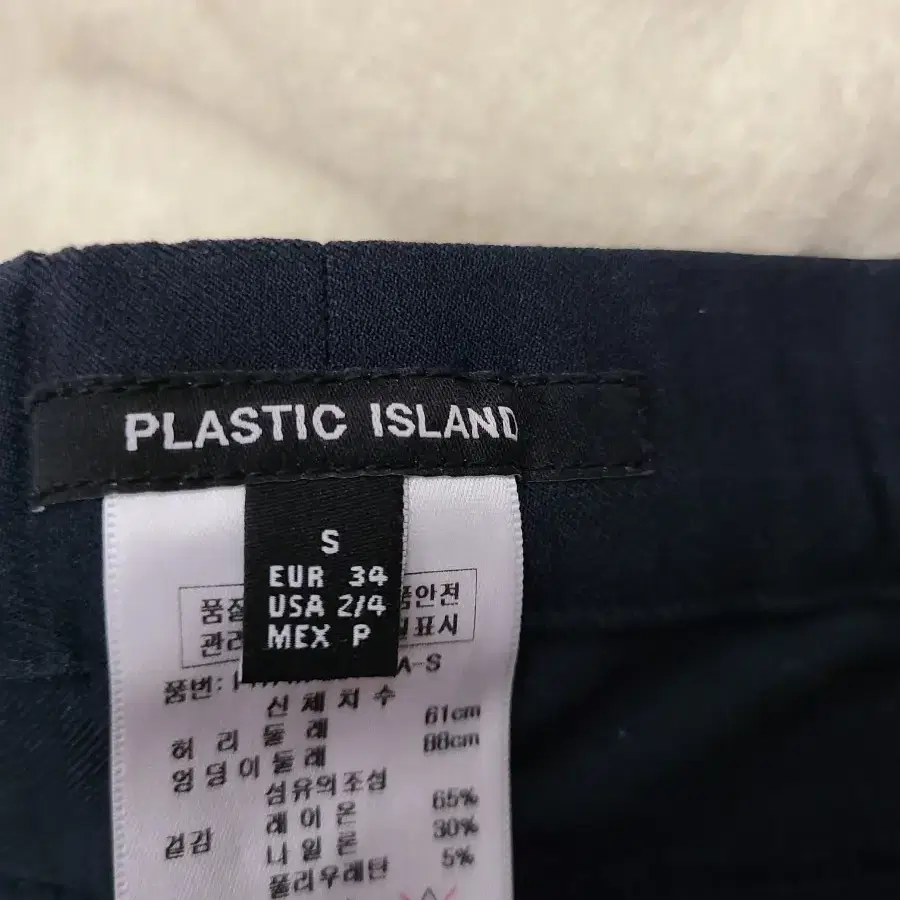 PLASTIC ISLAND
S
EUR 34
USA 2/4
MEX P
품질 품안전
관리 표시
품번: A-S
신체치수
허리둘레 61cm
엉덩이둘레 88cm
섬유의조성
겉감 레이온 65%
나일론 30%
폴리우레탄 5%